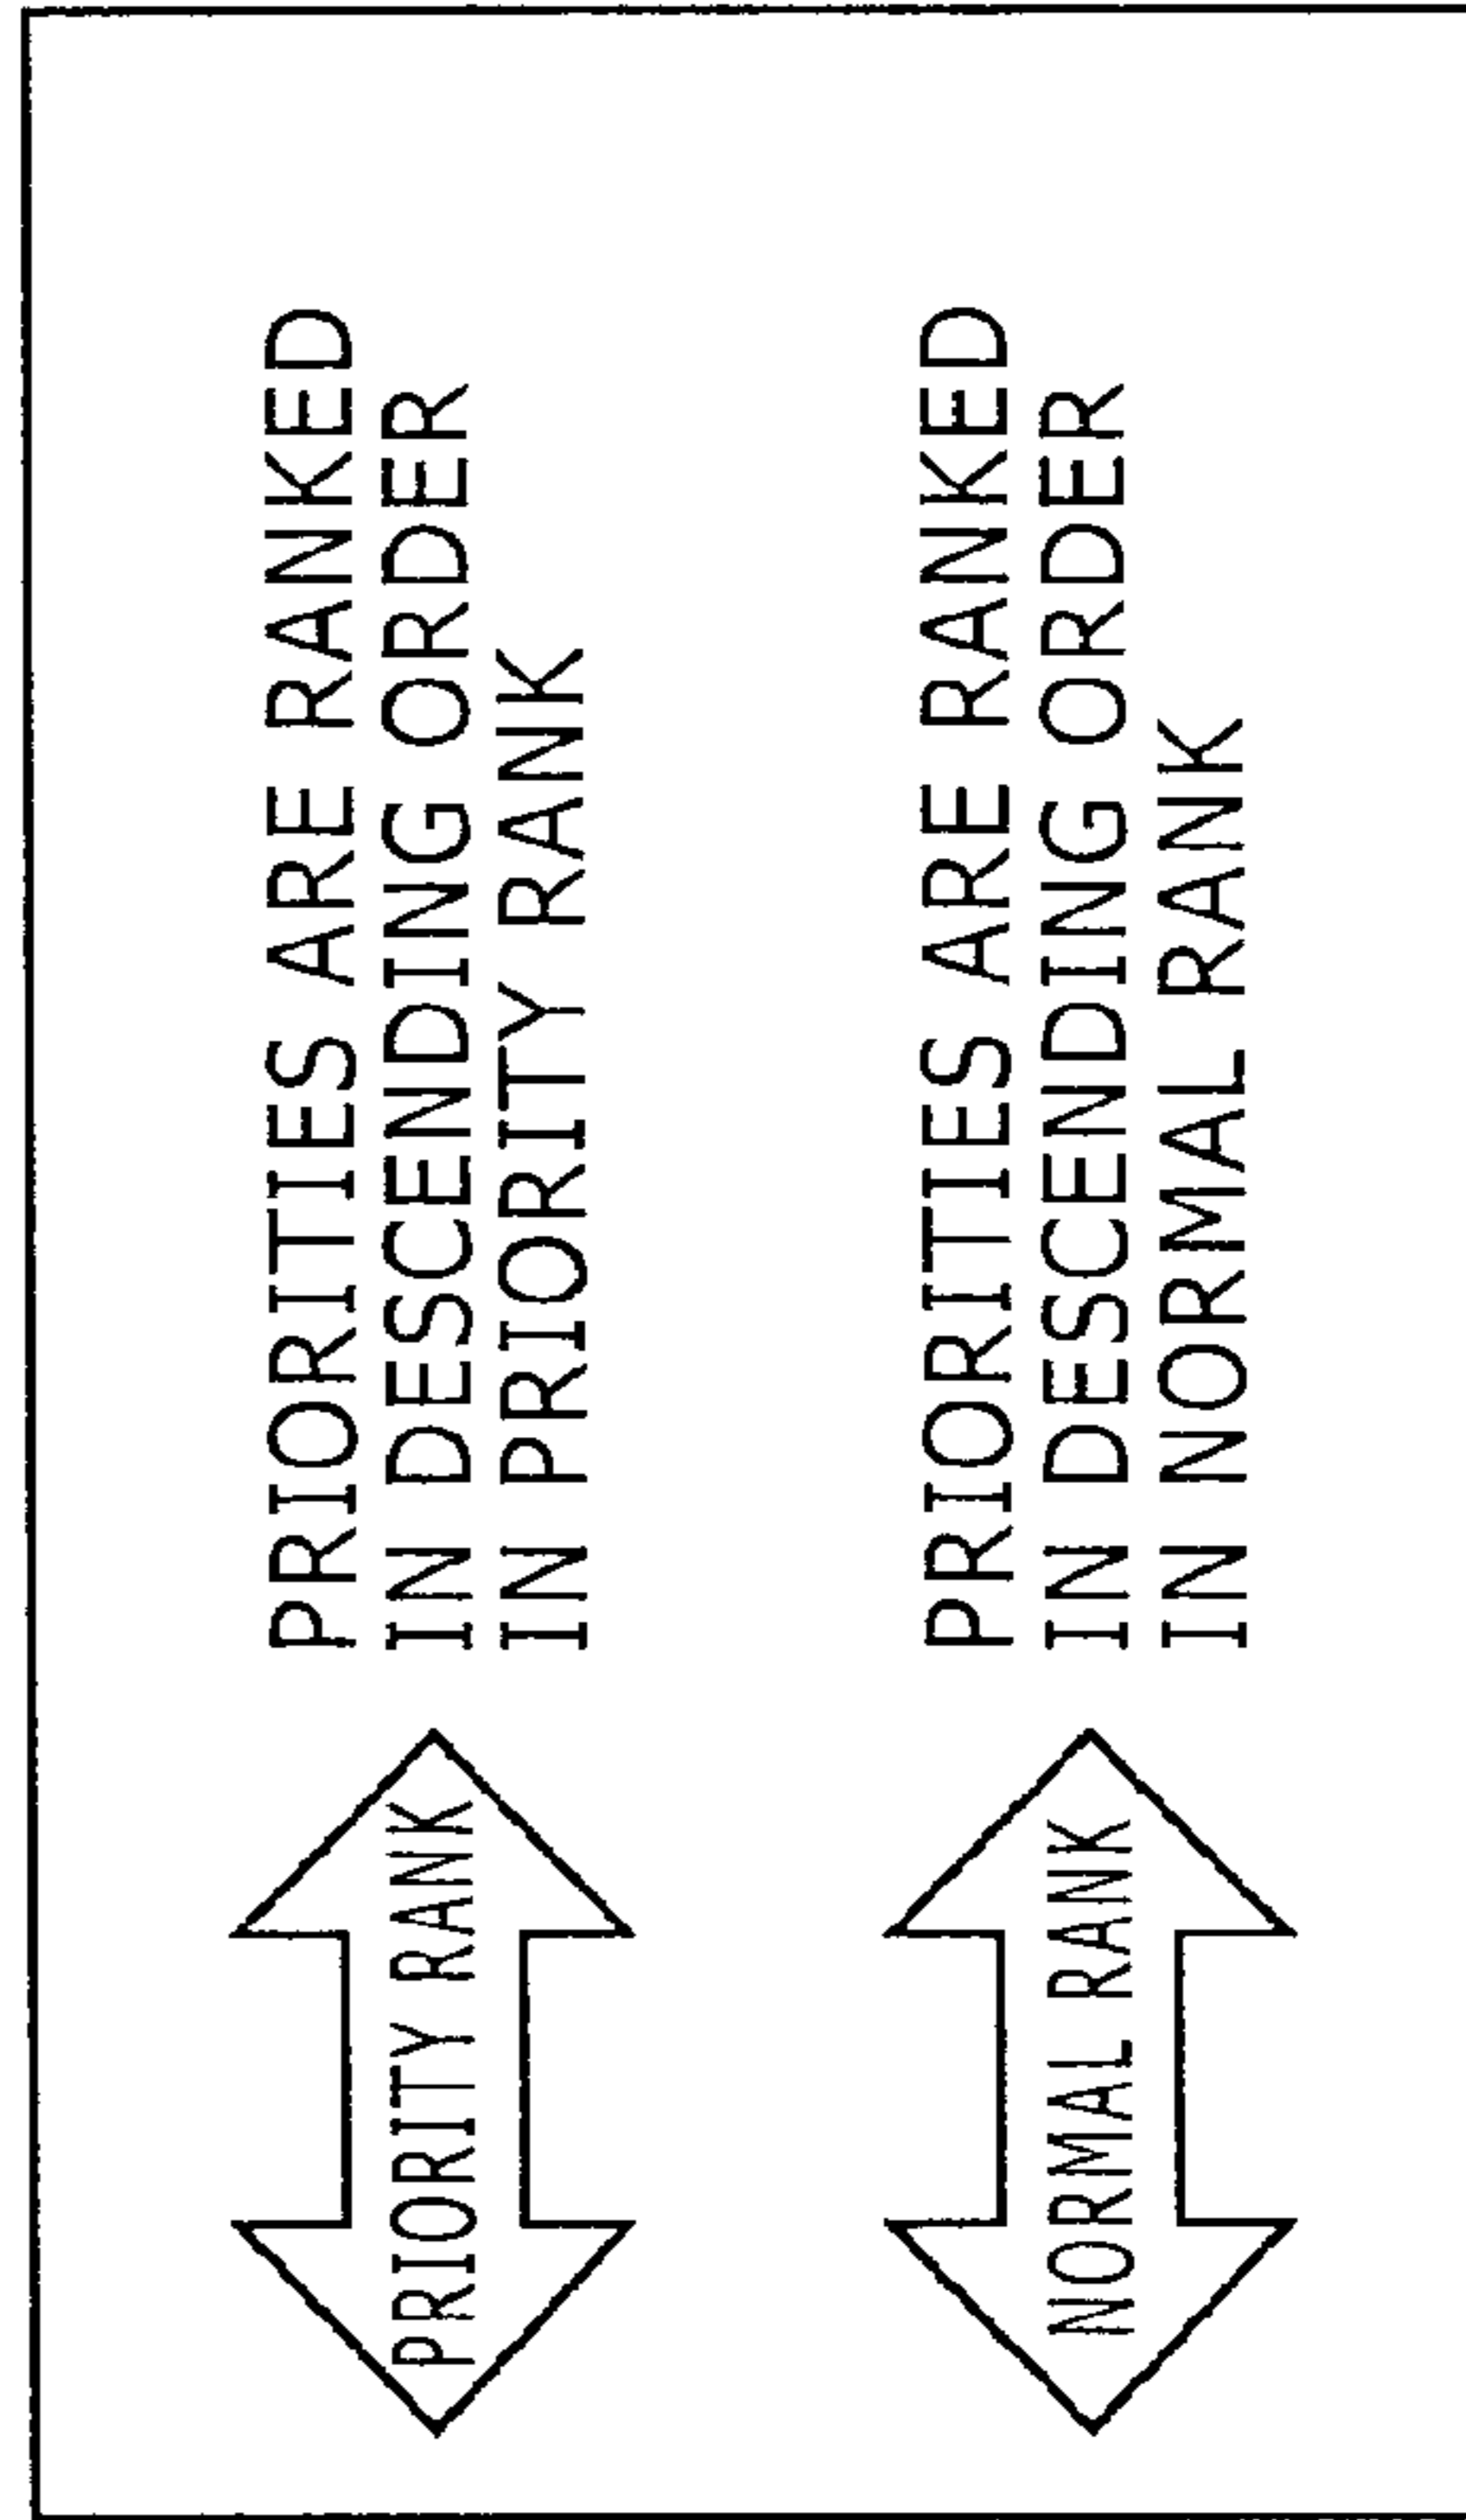 PRIORITY RANK
PRIORITIES ARE RANKED
IN DESCENDING ORDER
IN PRIORITY RANK
NORMAL RANK
PRIORITIES ARE RANKED
IN DESCENDING ORDER
IN NORMAL RANK